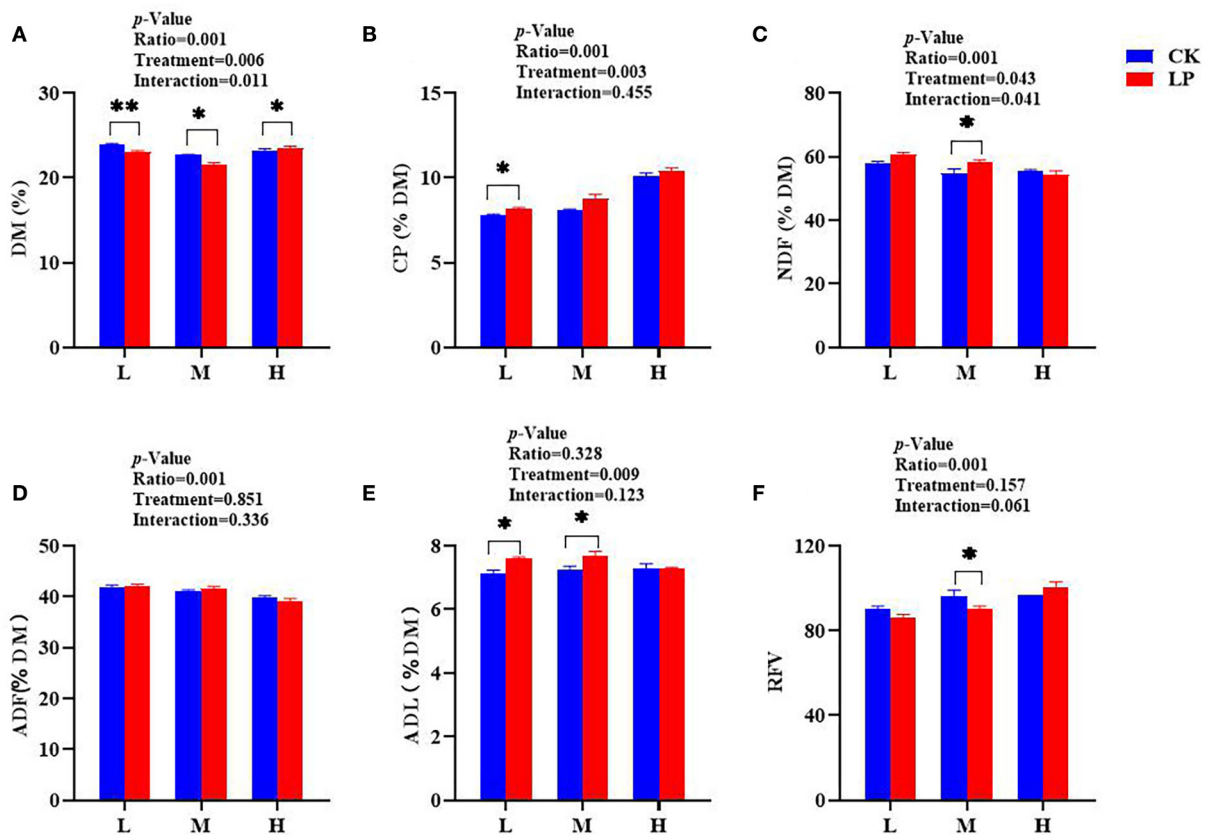 A
p-Value
Ratio=0.001
Treatment=0.006
Interaction=0.011
** * *
30
20
10
0
DM (%)
L M H
B
p-Value
Ratio=0.001
Treatment=0.003
Interaction=0.455
*
15
10
5
0
CP (% DM)
L M H
C
p-Value
Ratio=0.001
Treatment=0.043
Interaction=0.041
*
80
60
40
20
0
NDF (% DM)
L M H
CK
LP
D
p-Value
Ratio=0.001
Treatment=0.851
Interaction=0.336
50
40
30
20
10
0
ADF(% DM)
L M H
E
p-Value
Ratio=0.328
Treatment=0.009
Interaction=0.123
* *
8
6
4
2
0
ADL ( % DM)
L M H
F
p-Value
Ratio=0.001
Treatment=0.157
Interaction=0.061
*
120
80
40
0
RFV
L M H